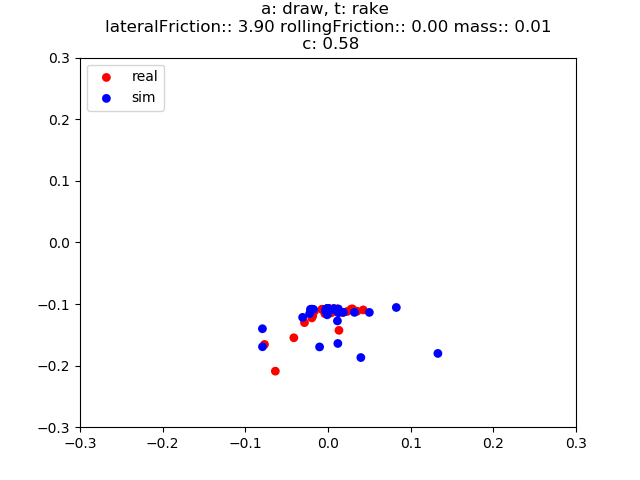 a: draw, t: rake
lateralFriction:: 3.90 rollingFriction:: 0.00 mass:: 0.01
c: 0.58
real
sim
0.3
0.2
0.1
0.0
−0.1
−0.2
−0.3
−0.3
−0.2
−0.1
0.0
0.1
0.2
0.3